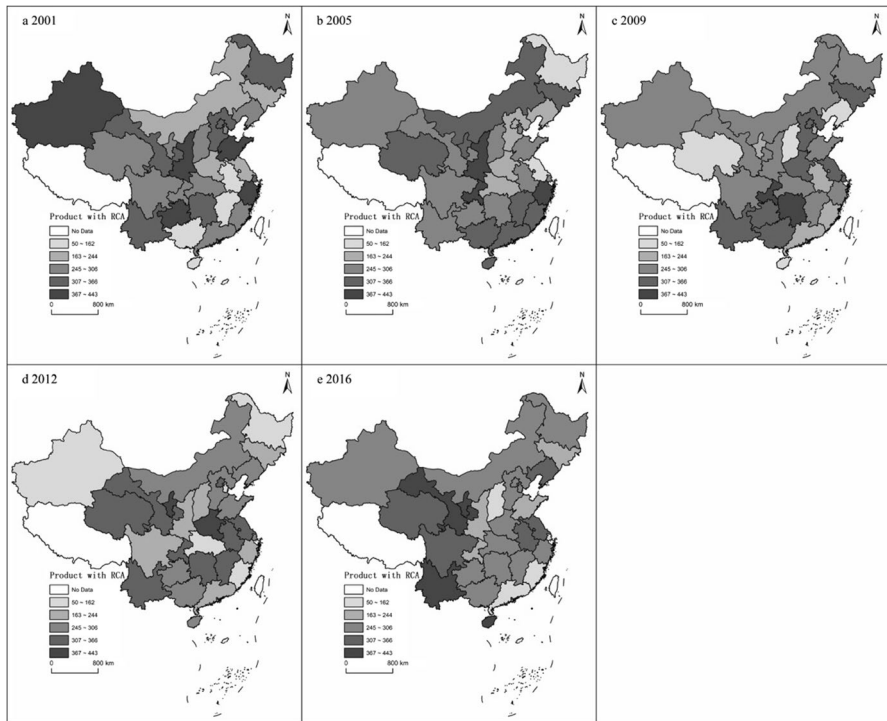 a 2001
N
Product with RCA
No Data
50 ~ 162
163 ~ 244
245 ~ 306
307 ~ 366
367 ~ 443
0 800 km
b 2005
N
Product with RCA
No Data
50 ~ 162
163 ~ 244
245 ~ 306
307 ~ 366
367 ~ 443
0 800 km
c 2009
N
Product with RCA
No Data
50 ~ 162
163 ~ 244
245 ~ 306
307 ~ 366
367 ~ 443
0 800 km
d 2012
N
Product with RCA
No Data
50 ~ 162
163 ~ 244
245 ~ 306
307 ~ 366
367 ~ 443
0 800 km
e 2016
N
Product with RCA
No Data
50 ~ 162
163 ~ 244
245 ~ 306
307 ~ 366
367 ~ 443
0 800 km